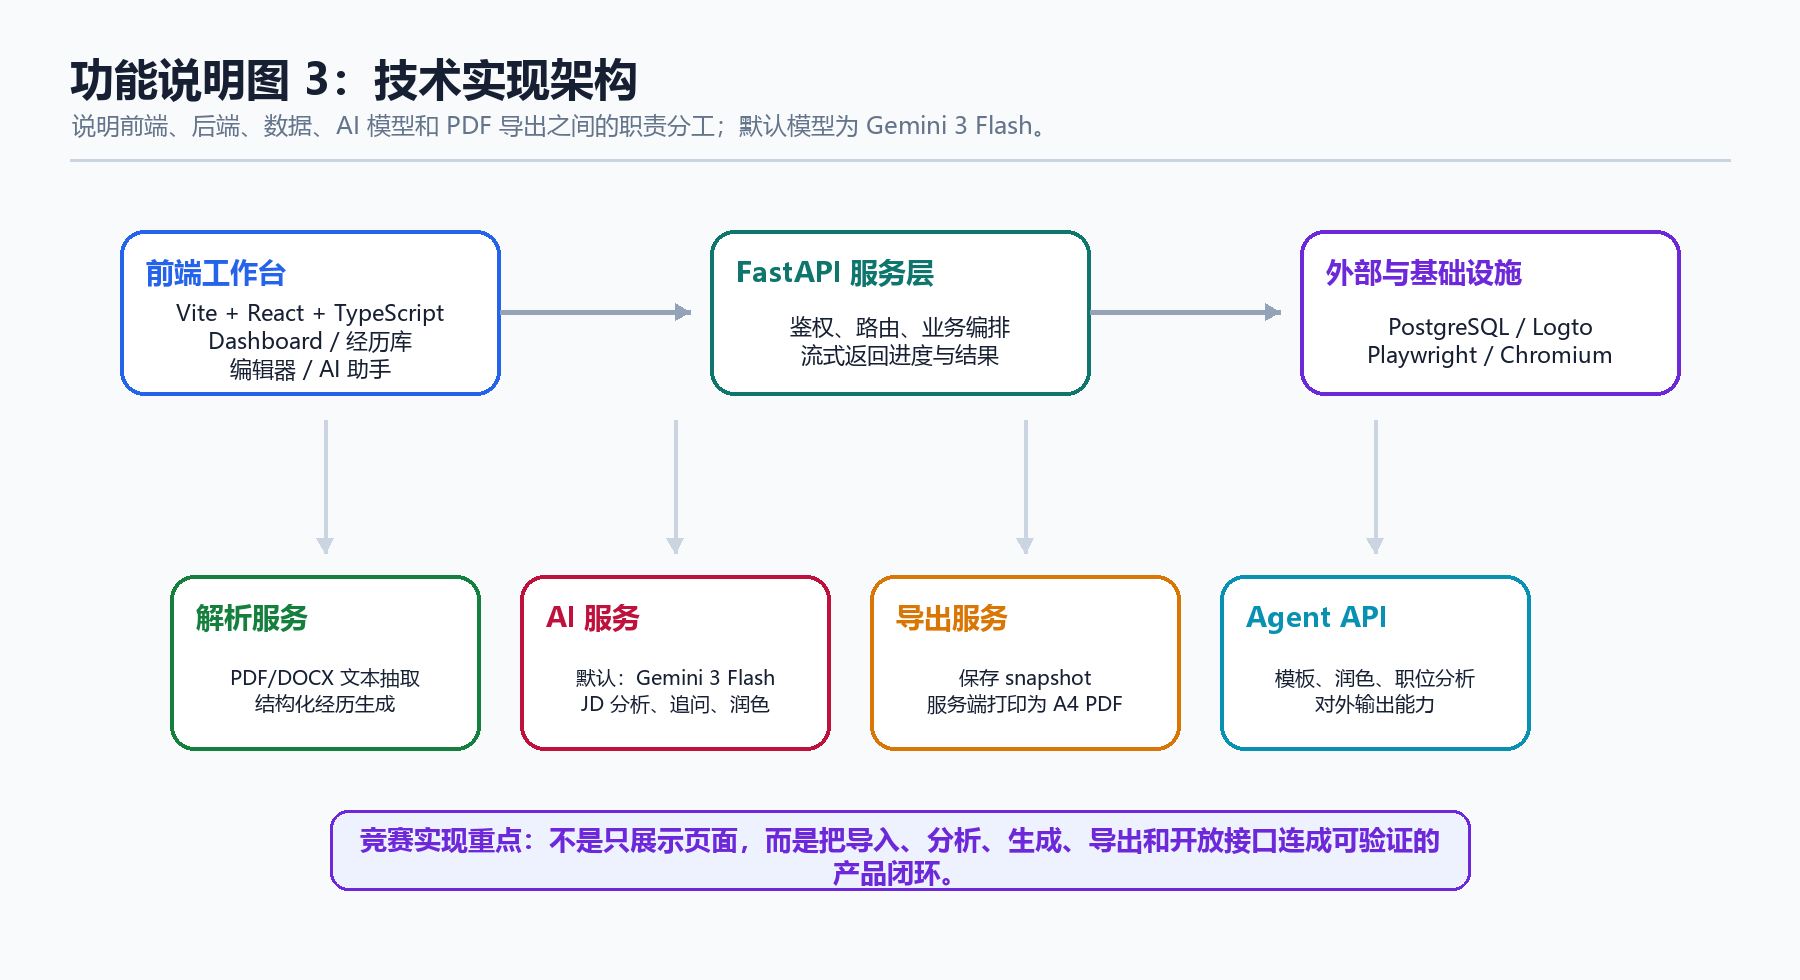 功能说明图 3：技术实现架构
说明前端、后端、数据、AI 模型和 PDF 导出之间的职责分工；默认模型为 Gemini 3 Flash。
前端工作台
Vite + React + TypeScript
Dashboard / 经历库
编辑器 / AI 助手
FastAPI 服务层
鉴权、路由、业务编排
流式返回进度与结果
外部与基础设施
PostgreSQL / Logto
Playwright / Chromium
解析服务
PDF/DOCX 文本抽取
结构化经历生成
AI 服务
默认：Gemini 3 Flash
JD 分析、追问、润色
导出服务
保存 snapshot
服务端打印为 A4 PDF
Agent API
模板、润色、职位分析
对外输出能力
竞赛实现重点：不是只展示页面，而是把导入、分析、生成、导出和开放接口连成可验证的
产品闭环。